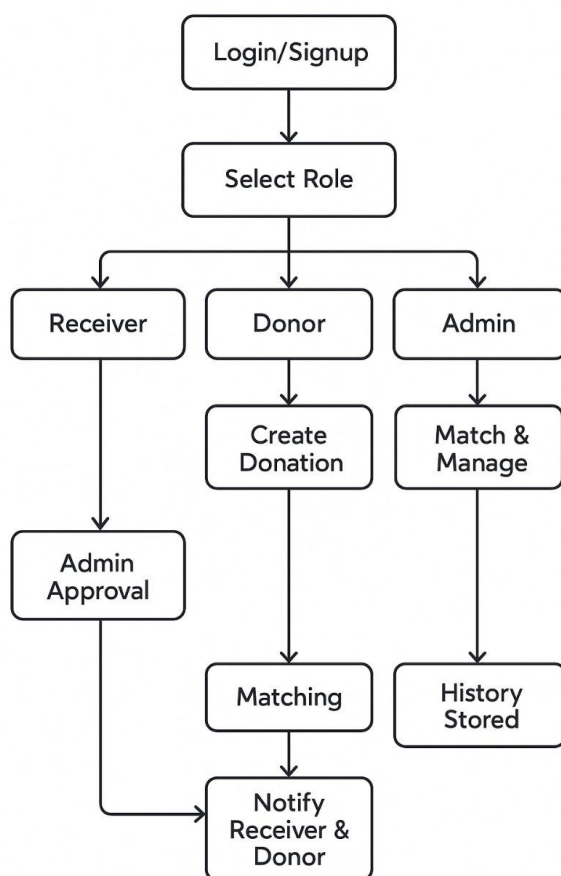 Login/Signup
Select Role
Receiver
Donor
Admin
Create
Donation
Match &
Manage
Admin
Approval
Matching
History
Stored
Notify
Receiver &
Donor